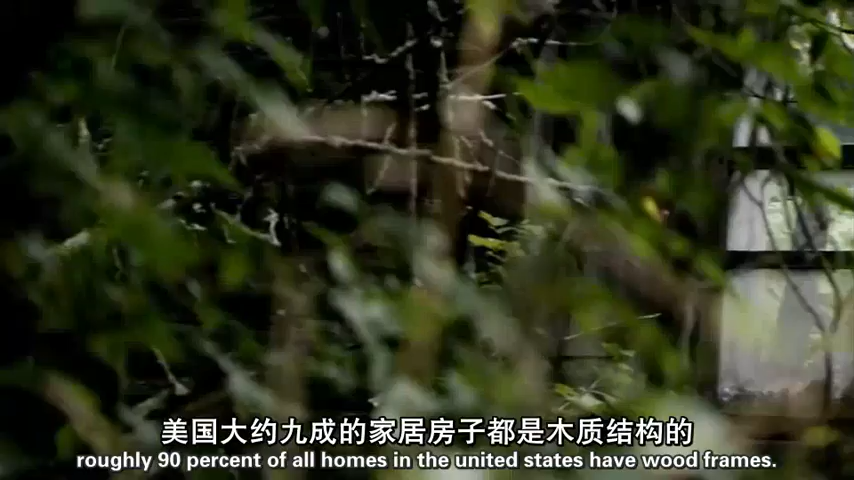 美国大约九成的家居房子都是木质结构的
roughly 90 percent of all homes in the united states have wood frames.